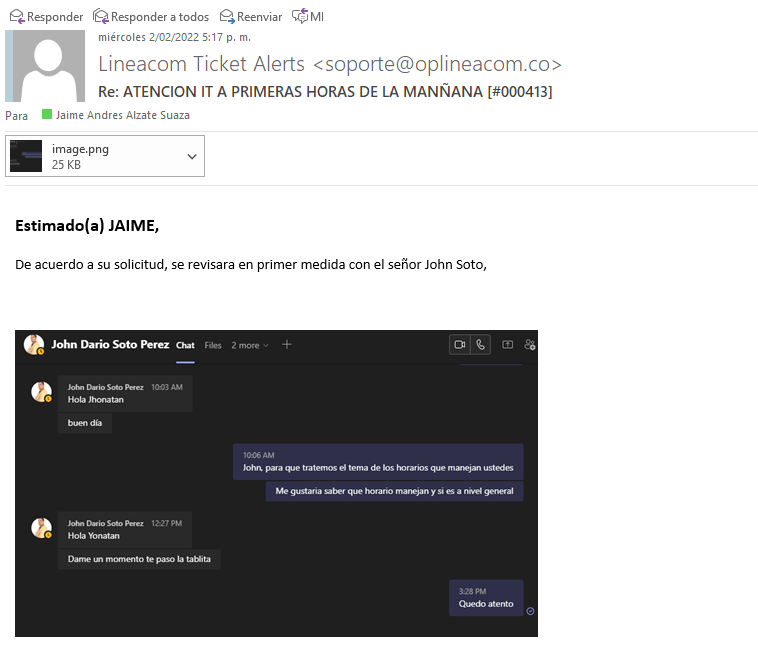 Responder Responder a todos Reenviar MI
miércoles 2/02/2022 5:17 p. m.
Lineacom Ticket Alerts <soporte@oplineacom.co>
Re: ATENCION IT A PRIMERAS HORAS DE LA MANÑANA [#000413]
Para Jaime Andres Alzate Suaza
image.png
25 KB
Estimado(a) JAIME,
De acuerdo a su solicitud, se revisara en primer medida con el señor John Soto,
John Dario Soto Perez Chat Files 2 more
John Dario Soto Perez 10:03 AM
Hola Jhonatan
buen día
10:06 AM
John, para que tratemos el tema de los horarios que manejan ustedes
Me gustaria saber que horario manejan y si es a nivel general
John Dario Soto Perez 12:27 PM
Hola Yonatan
Dame un momento te paso la tablita
3:28 PM
Quedo atento